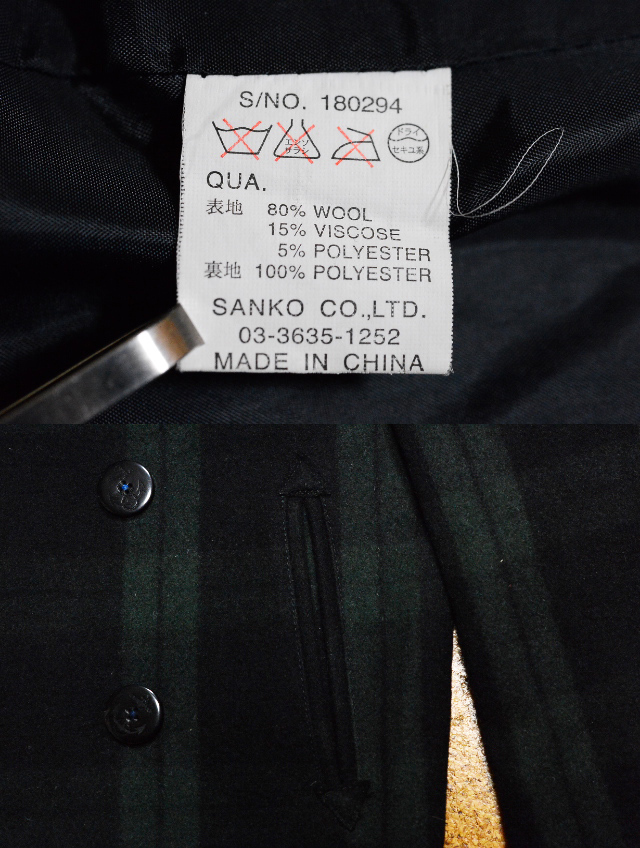 S/NO. 180294
エンソ
サラシ
ドライ
セキユ系
QUA.
表地 80% WOOL
15% VISCOSE
5% POLYESTER
裏地 100% POLYESTER
SANKO CO.,LTD.
03-3635-1252
MADE IN CHINA